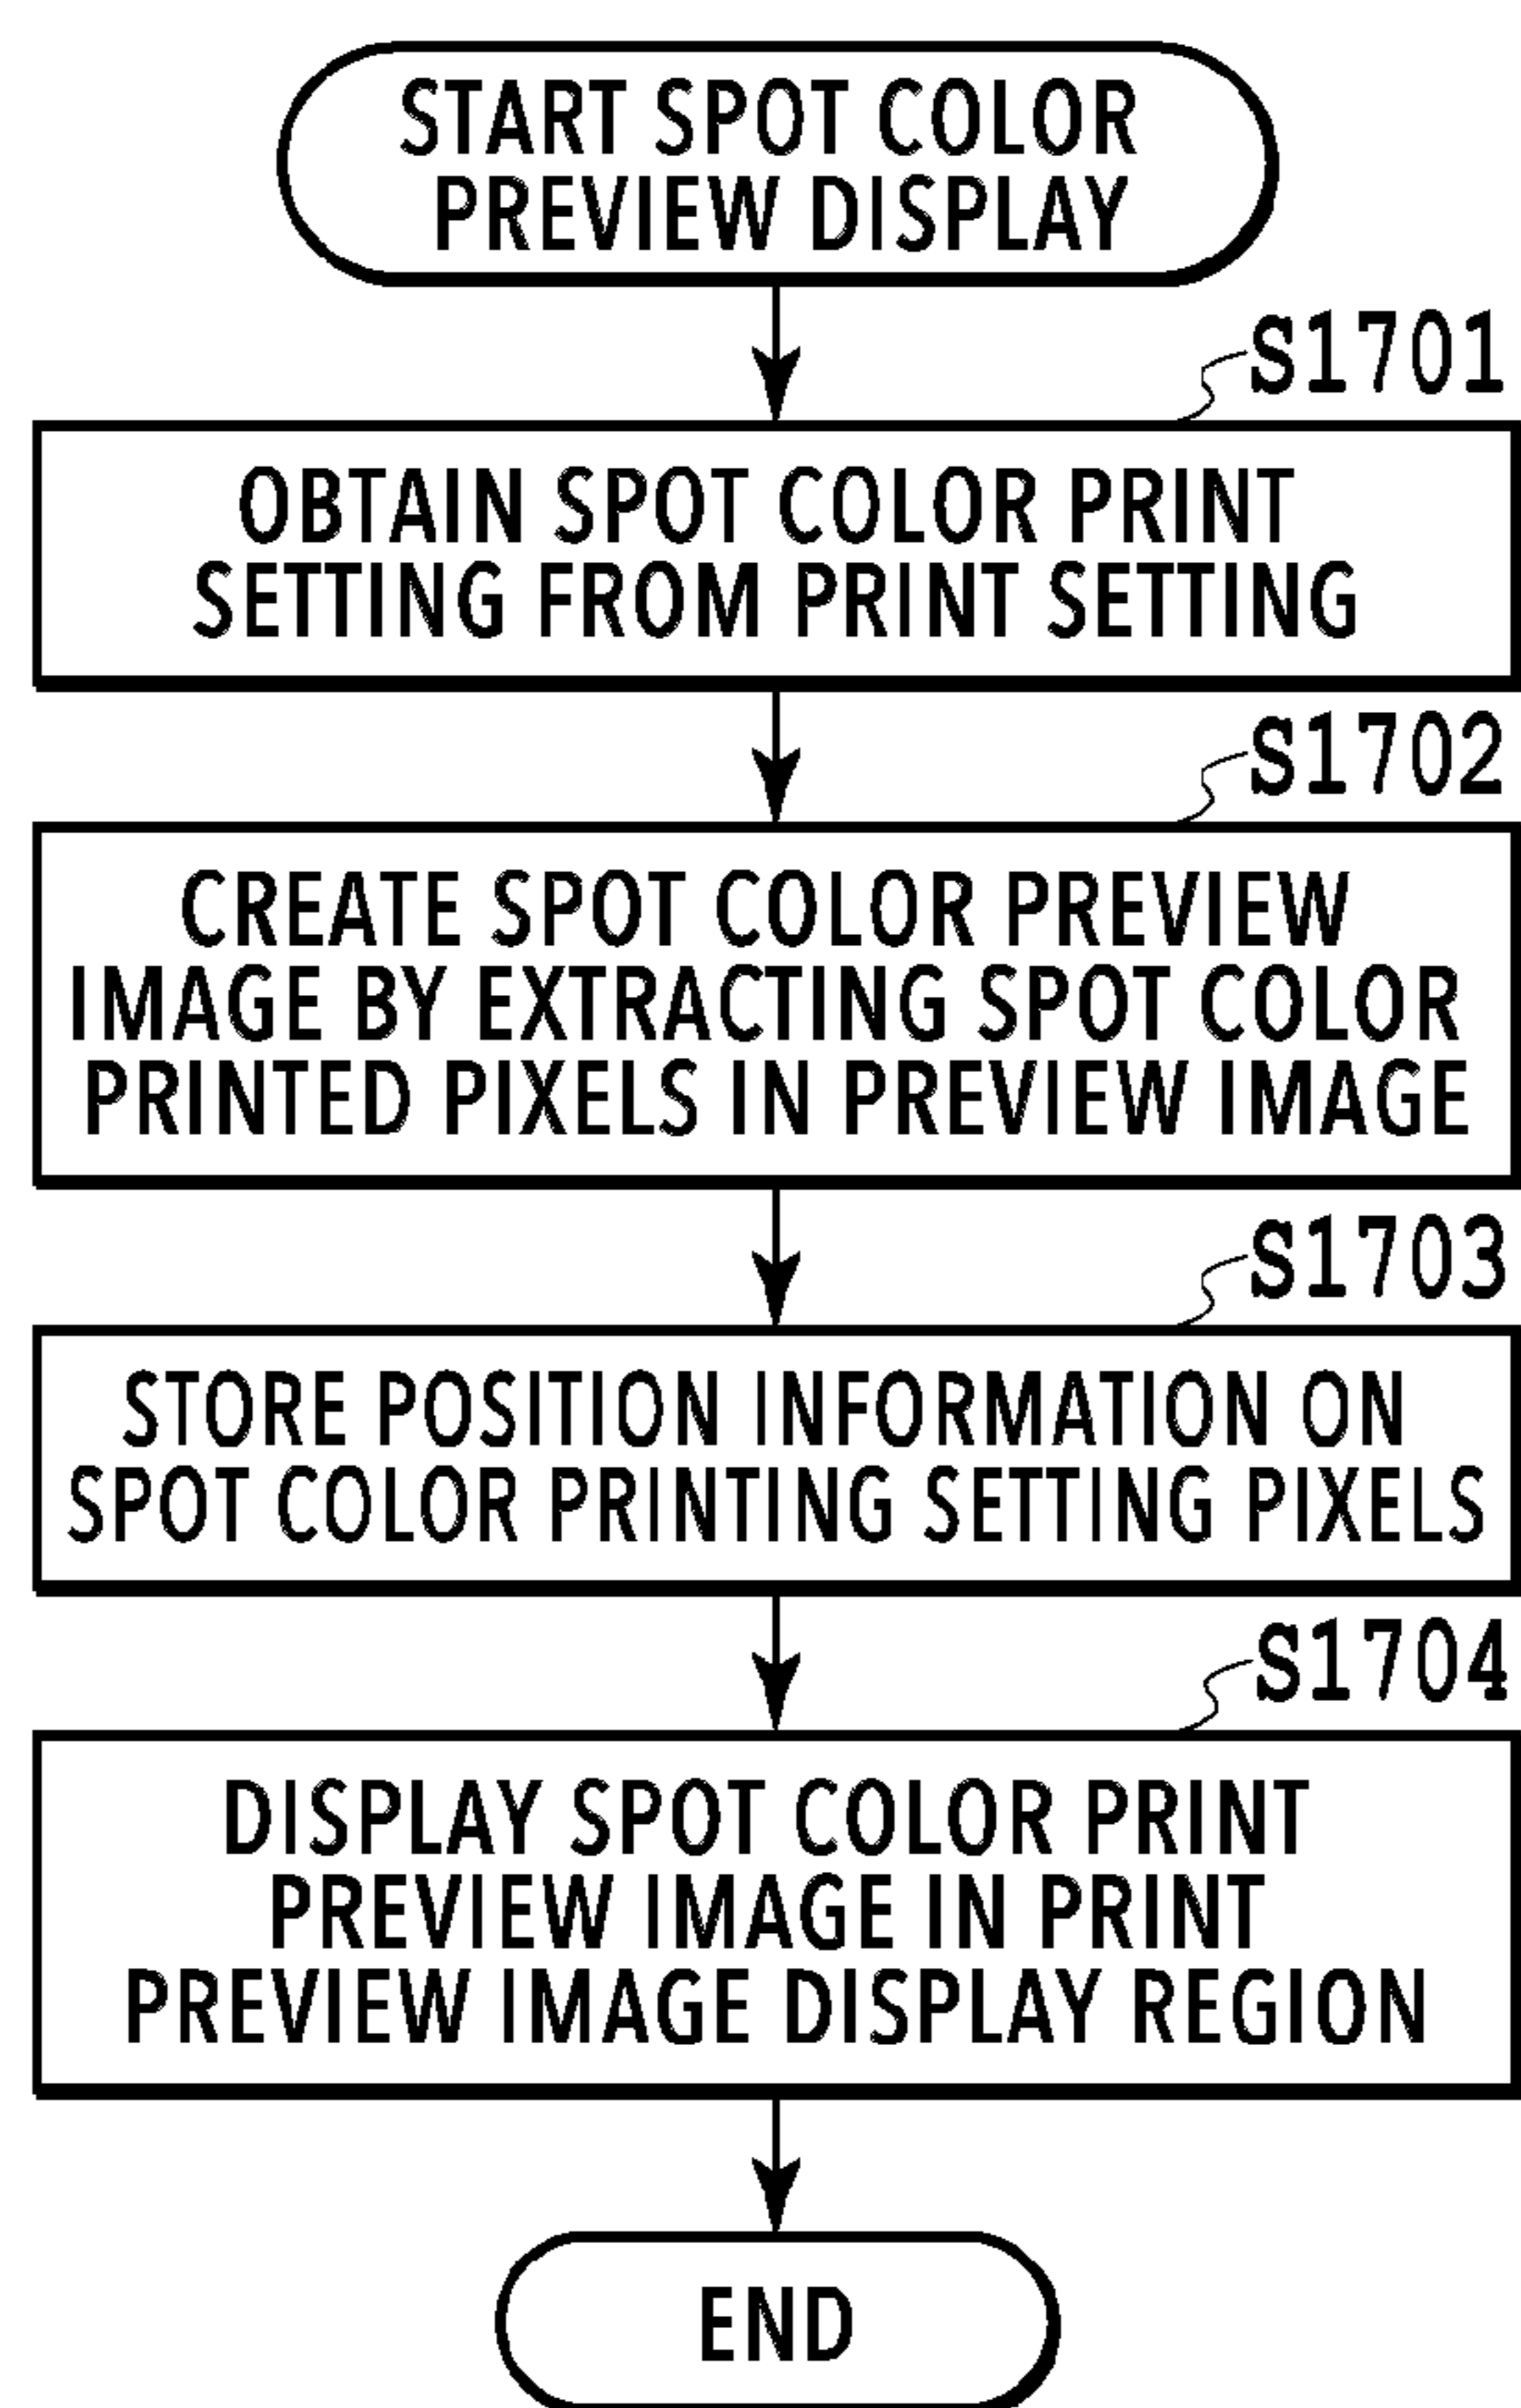 START SPOT COLOR
PREVIEW DISPLAY
S1701
OBTAIN SPOT COLOR PRINT
SETTING FROM PRINT SETTING
S1702
CREATE SPOT COLOR PREVIEW
IMAGE BY EXTRACTING SPOT COLOR
PRINTED PIXELS IN PREVIEW IMAGE
S1703
STORE POSITION INFORMATION ON
SPOT COLOR PRINTING SETTING PIXELS
S1704
DISPLAY SPOT COLOR PRINT
PREVIEW IMAGE IN PRINT
PREVIEW IMAGE DISPLAY REGION
END